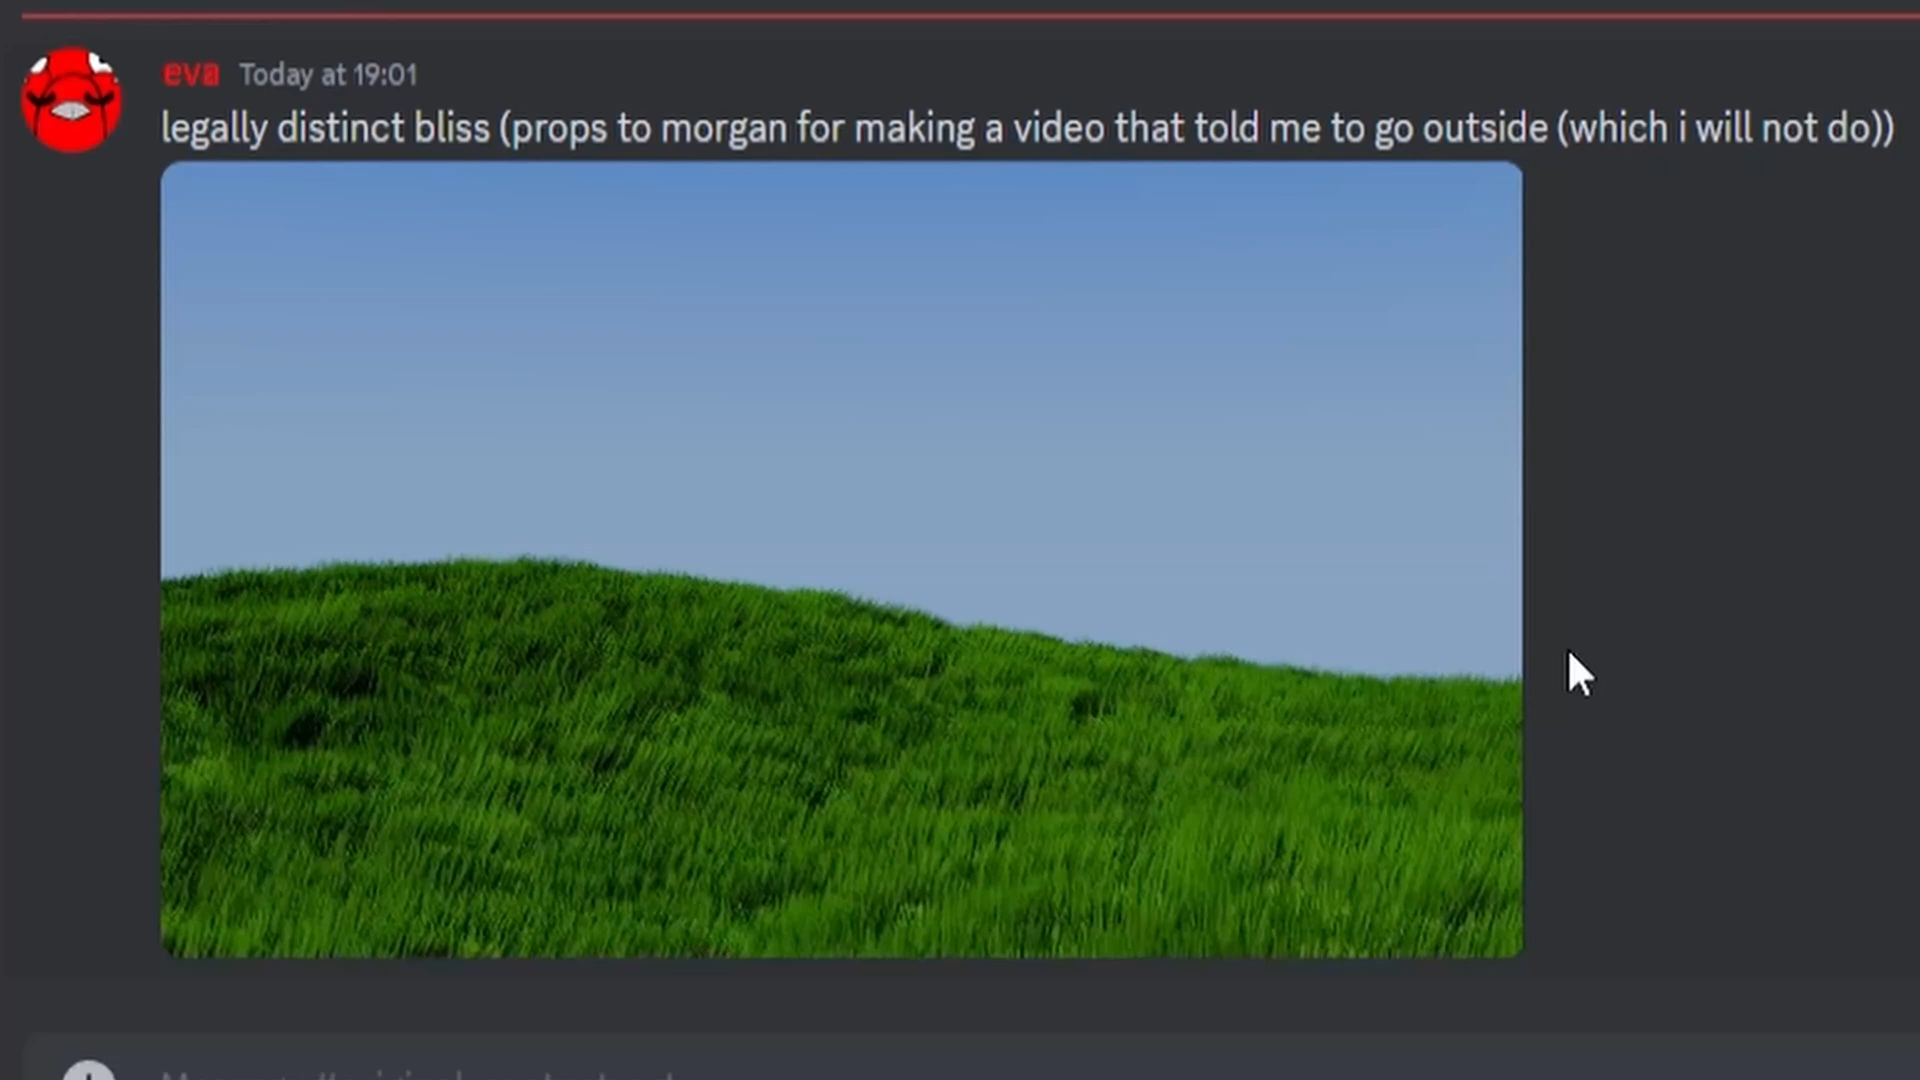 eva Today at 19:01
legally distinct bliss (props to morgan for making a video that told me to go outside (which i will not do))